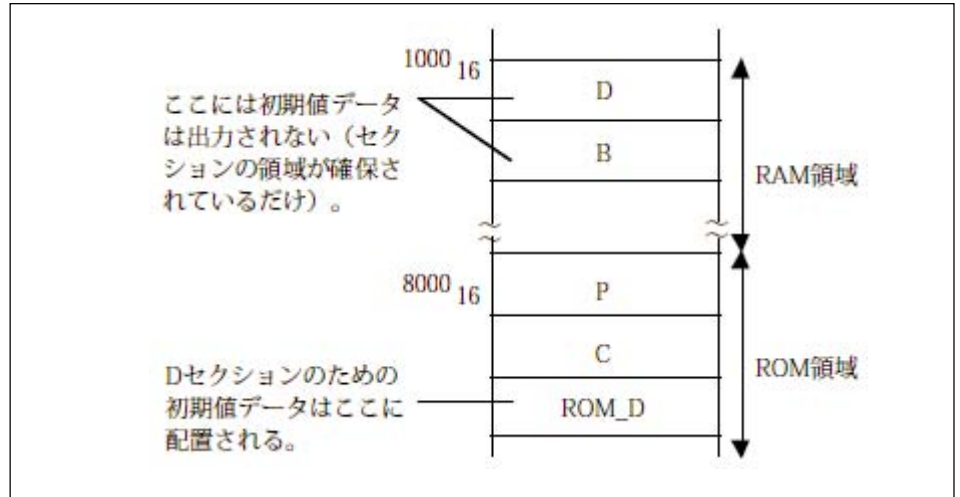 1000 16
D
ここには初期値データ
は出力されない（セク
ションの領域が確保さ
れているだけ）。
B
RAM領域
8000 16
P
C
ROM領域
Dセクションのための
初期値データはここに
配置される。
ROM_D